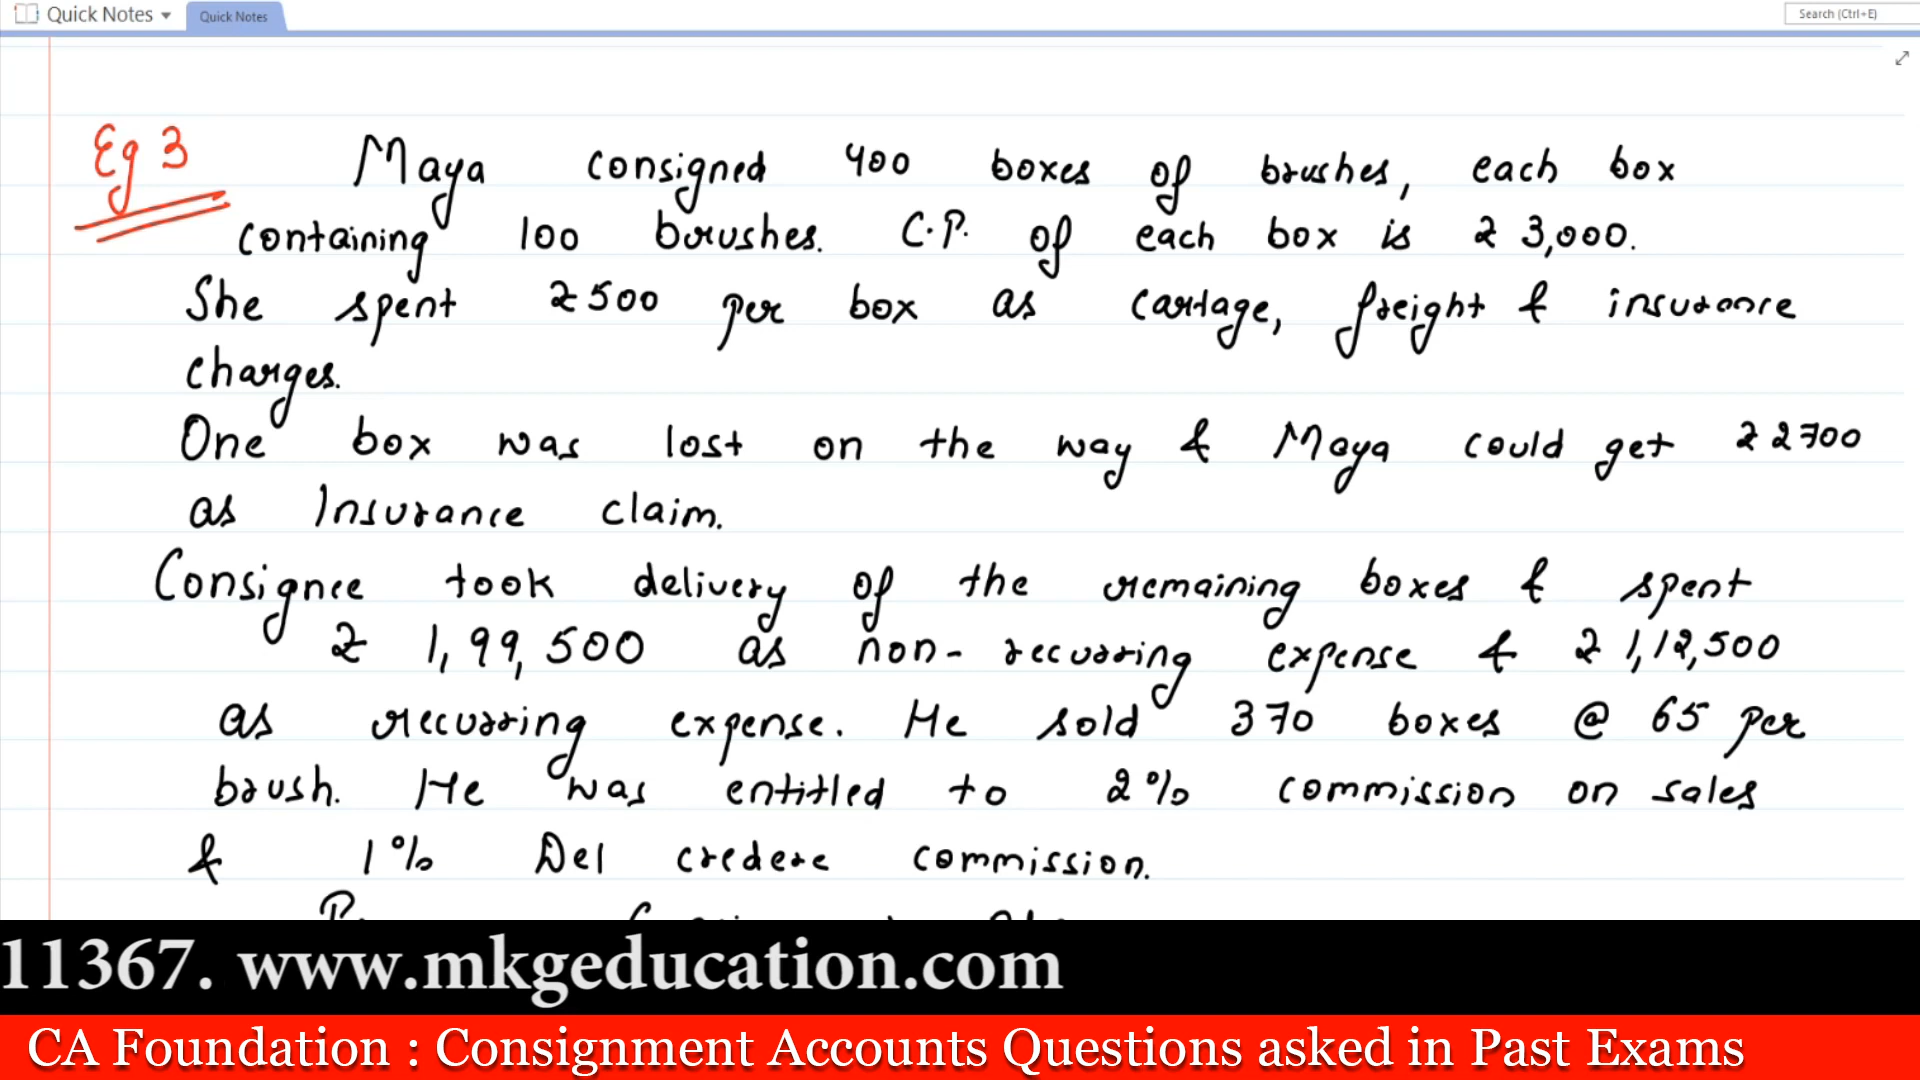 Quick Notes
Quick Notes
Search (Ctrl+E)
Eg 3
Maya consigned 400 boxes of brushes, each box
containing 100 brushes. C.P. of each box is ₹ 3,000.
She spent ₹ 500 per box as cartage, freight & insurance
charges.
One box was lost on the way & Maya could get ₹ 2700
as Insurance claim.
Consignee took delivery of the remaining boxes & spent
₹ 1,99,500 as non-recurring expense & ₹ 1,12,500
as recurring expense. He sold 370 boxes @ 65 per
brush. He was entitled to 2% commission on sales
& 1% Del credere commission.
11367. www.mkgeducation.com
CA Foundation : Consignment Accounts Questions asked in Past Exams